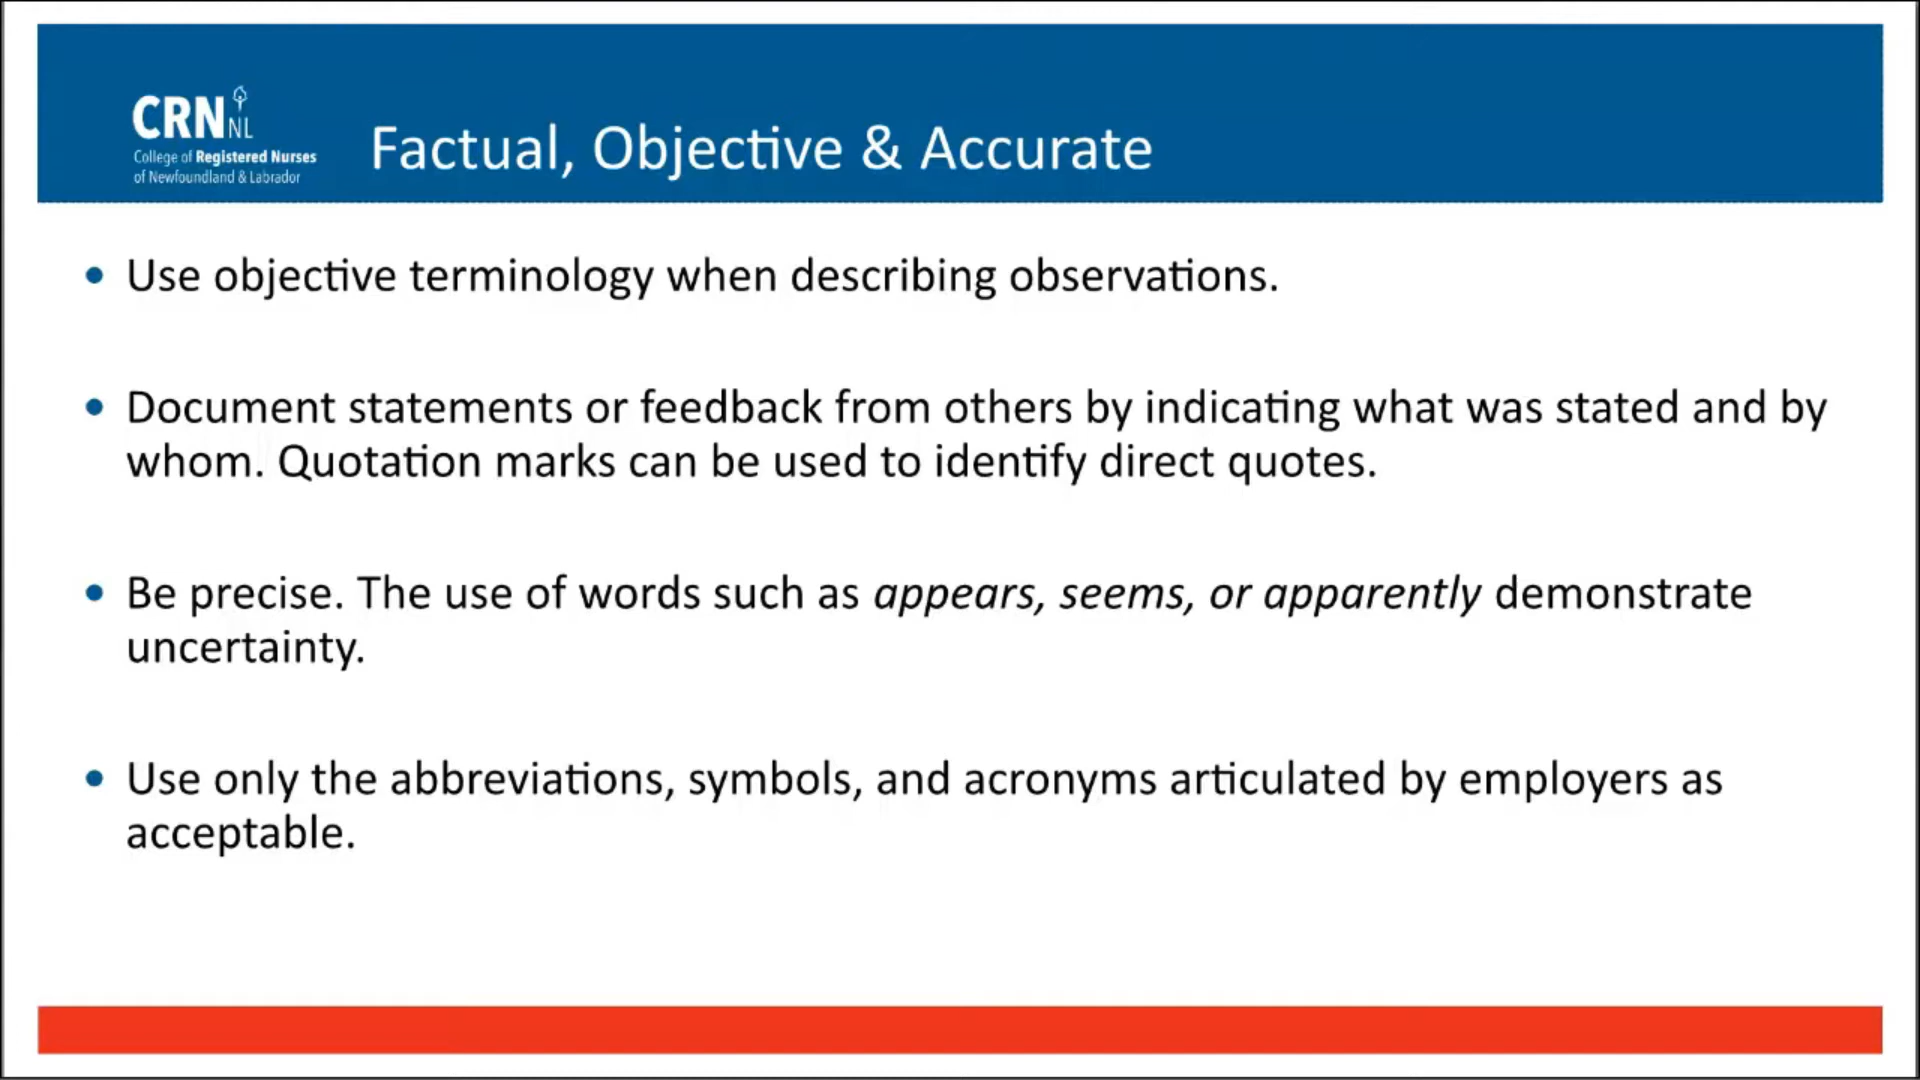 CRN NL
College of Registered Nurses
of Newfoundland & Labrador
Factual, Objective & Accurate
• Use objective terminology when describing observations.
• Document statements or feedback from others by indicating what was stated and by
whom. Quotation marks can be used to identify direct quotes.
• Be precise. The use of words such as appears, seems, or apparently demonstrate
uncertainty.
• Use only the abbreviations, symbols, and acronyms articulated by employers as
acceptable.